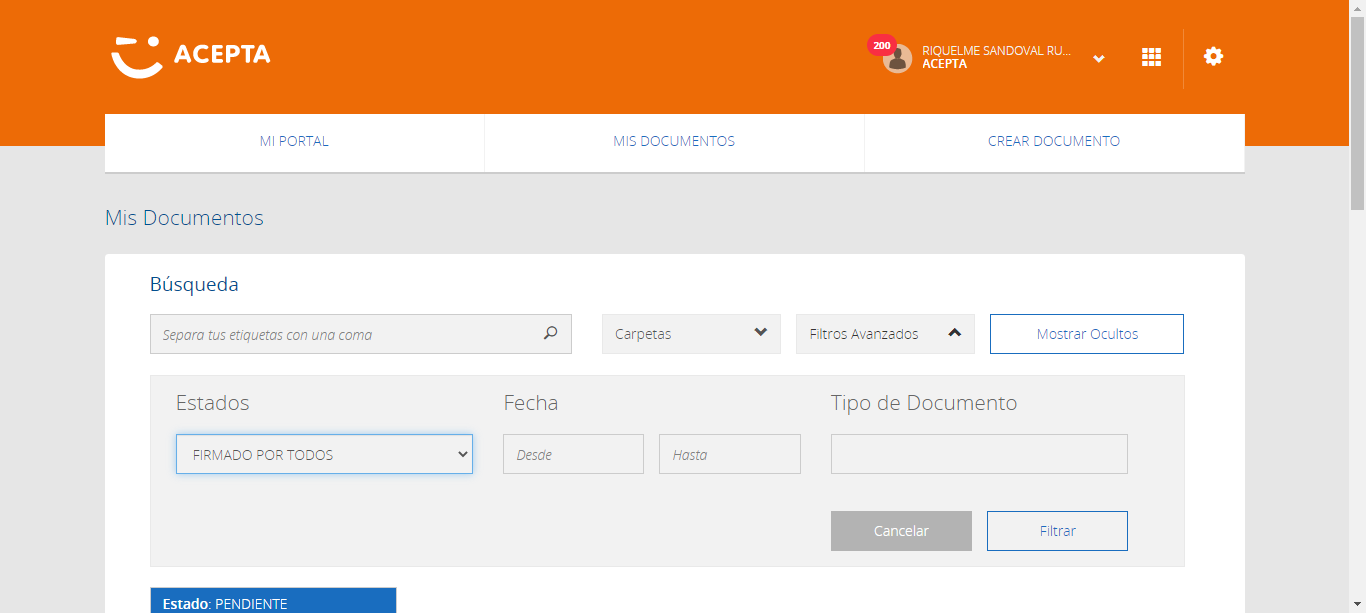 ACEPTA
200
RIQUELME SANDOVAL RU...
ACEPTA
MI PORTAL
MIS DOCUMENTOS
CREAR DOCUMENTO
Mis Documentos
Búsqueda
Separa tus etiquetas con una coma
Carpetas
Filtros Avanzados
Mostrar Ocultos
Estados
Fecha
Tipo de Documento
FIRMADO POR TODOS
Desde
Hasta
Cancelar
Filtrar
Estado: PENDIENTE